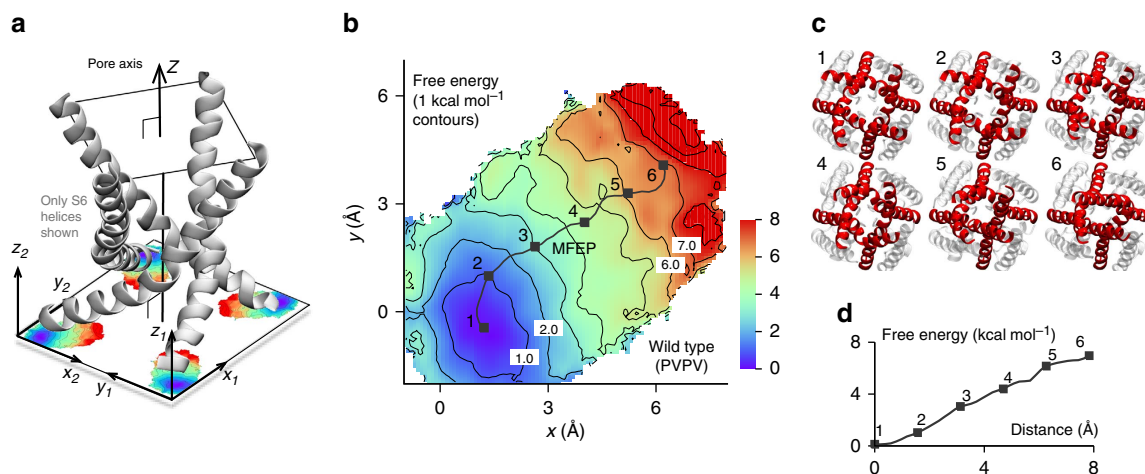 a
Pore axis
Z
Only S6
helices
shown
z2
y2
x2
y1
z1
x1
b
Free energy
(1 kcal mol−1
contours)
y (Å)
6
3
0
1
2
3
4
5
6
MFEP
1.0
2.0
6.0
7.0
Wild type
(PVPV)
0 3 6
x (Å)
8
6
4
2
0
c
1 2 3
4 5 6
d
Free energy (kcal mol−1)
8
4
0
1 2 3 4 5 6
Distance (Å)
0 4 8